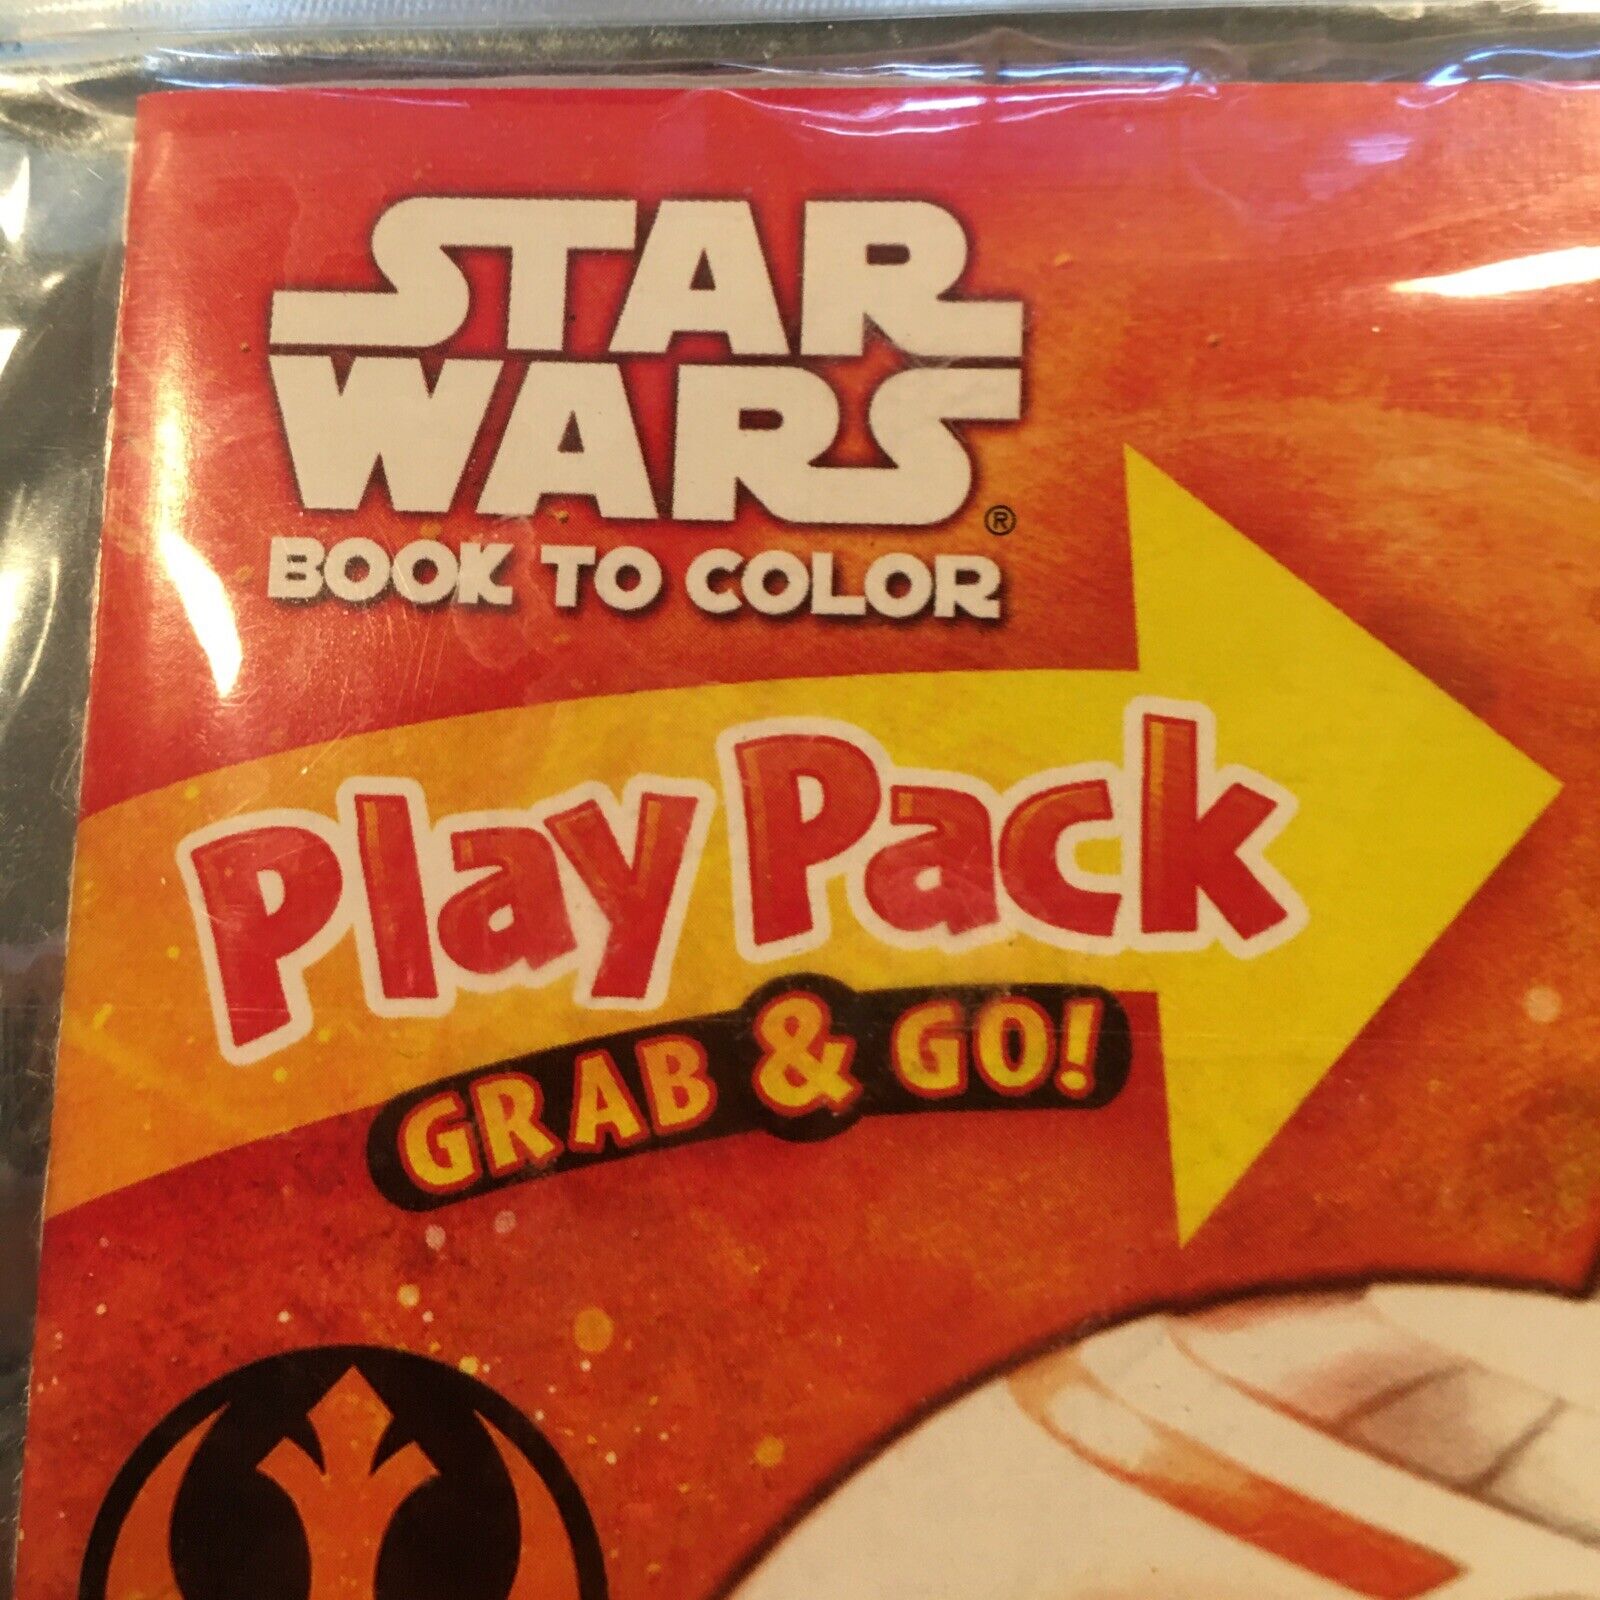 STAR
WARS®
BOOK TO COLOR
Play Pack
GRAB & GO!